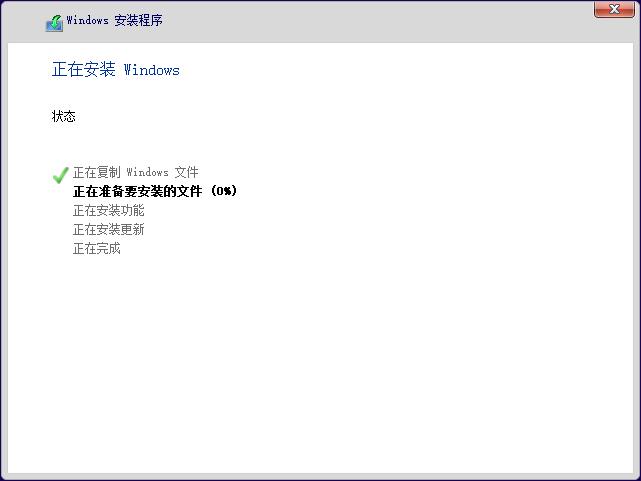 Windows 安装程序
正在安装 Windows
状态
正在复制 Windows 文件
正在准备要安装的文件 (0%)
正在安装功能
正在安装更新
正在完成